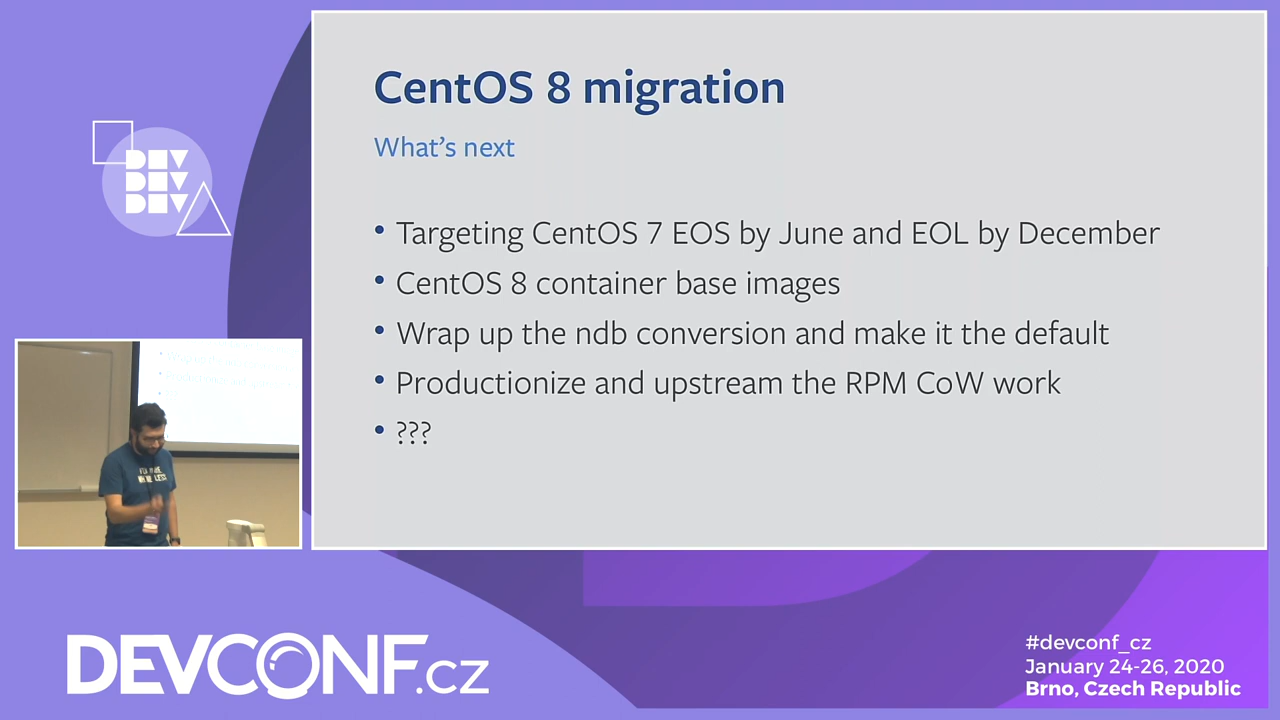 CentOS 8 migration
What's next
• Targeting CentOS 7 EOS by June and EOL by December
• CentOS 8 container base images
• Wrap up the ndb conversion and make it the default
• Productionize and upstream the RPM CoW work
• ???
DEV
DEV
DEV
DEVCONF.cz
#devconf_cz
January 24-26, 2020
Brno, Czech Republic